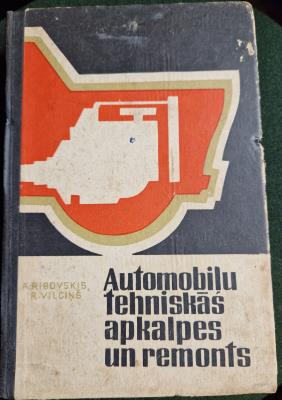 A. RIBOVSKIS,
R. VILCIŅŠ
Automobiļu
tehniskās
apkalpes
un remonts